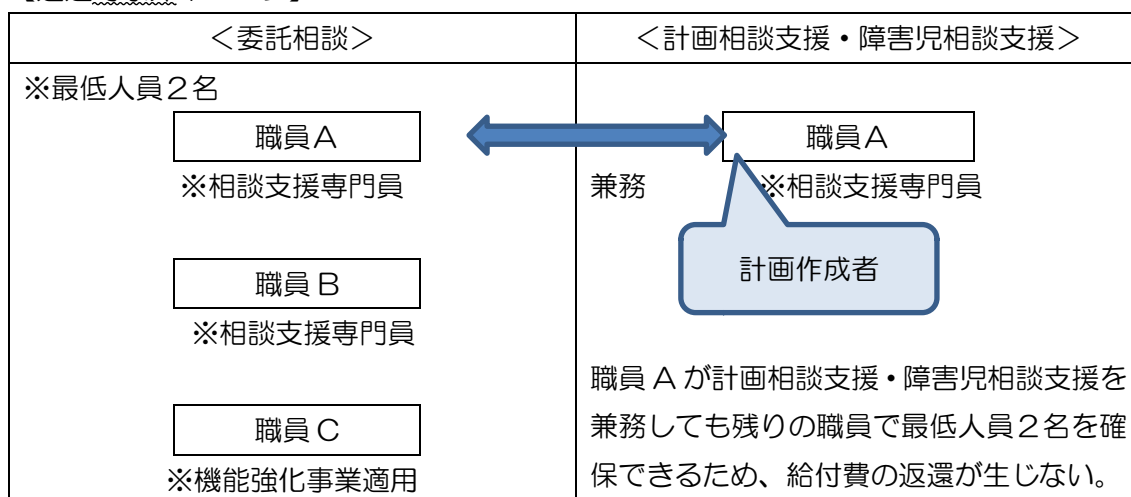 ＜委託相談＞
＜計画相談支援・障害児相談支援＞
※最低人員２名
職員Ａ
※相談支援専門員
職員Ｂ
※相談支援専門員
職員Ｃ
※機能強化事業適用
職員Ａ
兼務 ※相談支援専門員
計画作成者
職員Ａが計画相談支援・障害児相談支援を
兼務しても残りの職員で最低人員２名を確
保できるため、給付費の返還が生じない。